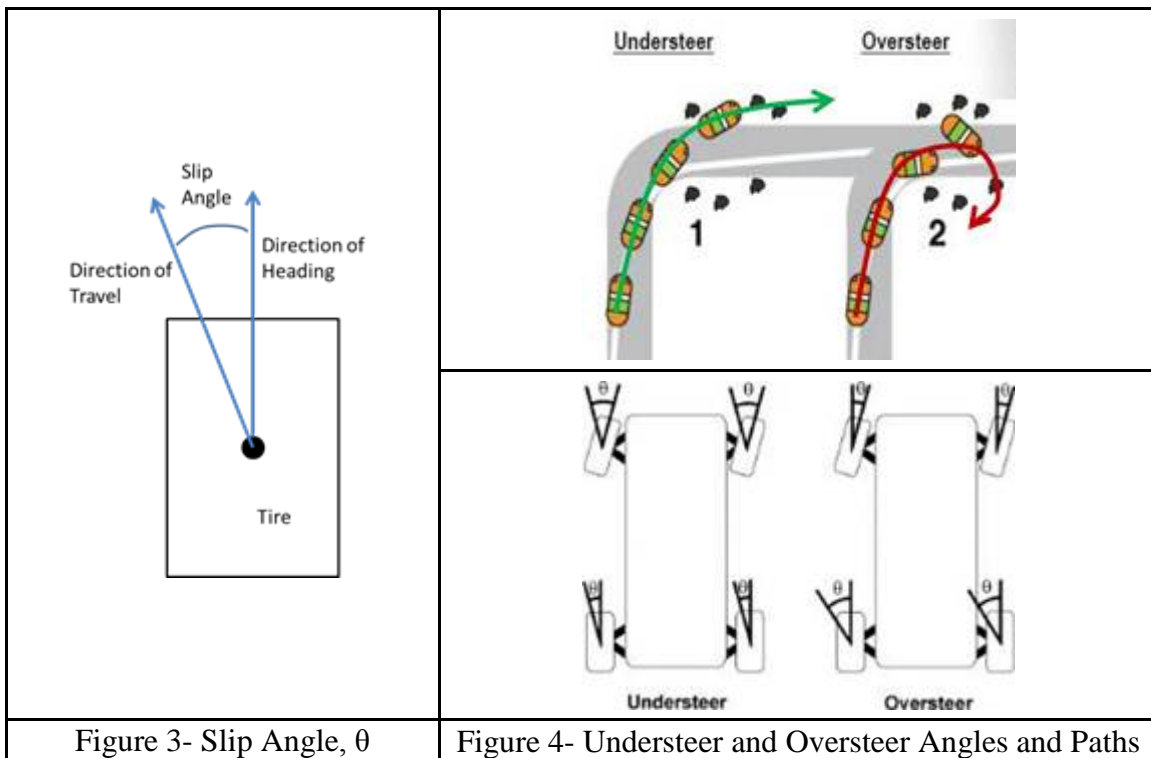 Slip
Angle
Direction of
Heading
Direction of
Travel
Tire
Understeer
Oversteer
1
2
θ
θ
θ
θ
θ
θ
θ
θ
Understeer
Oversteer
Figure 3- Slip Angle, θ
Figure 4- Understeer and Oversteer Angles and Paths